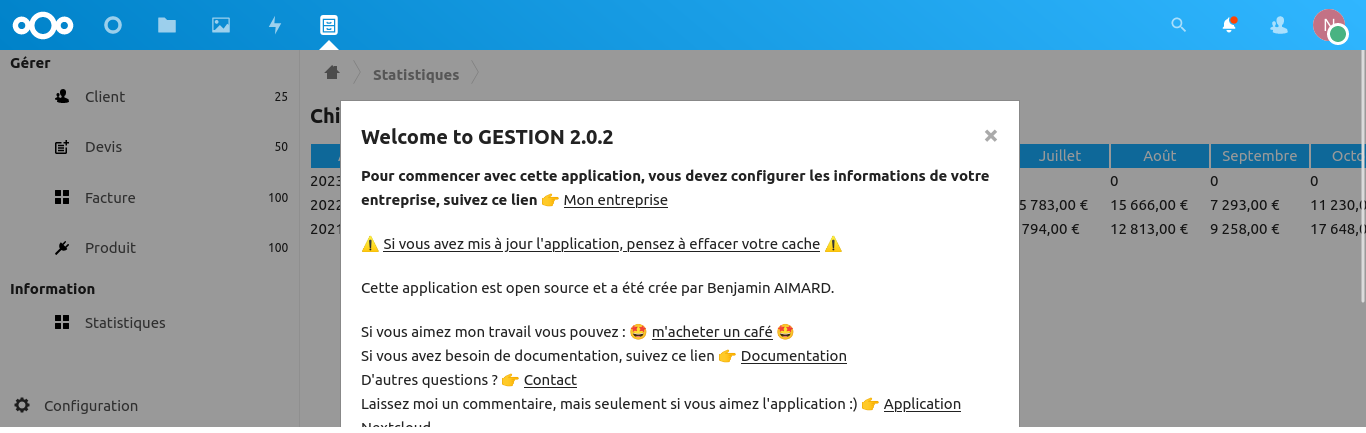 N
Gérer
Client 25
Devis 50
Facture 100
Produit 100
Information
Statistiques
Configuration
Statistiques
Chi
Juillet Août Septembre Octo
2023 0 0 0
2022 5 783,00 € 15 666,00 € 7 293,00 € 11 230,0
2021 794,00 € 12 813,00 € 9 258,00 € 17 648,
Welcome to GESTION 2.0.2
Pour commencer avec cette application, vous devez configurer les informations de votre
entreprise, suivez ce lien 👉 Mon entreprise
⚠️ Si vous avez mis à jour l'application, pensez à effacer votre cache ⚠️
Cette application est open source et a été crée par Benjamin AIMARD.
Si vous aimez mon travail vous pouvez : 🤩 m'acheter un café 🤩
Si vous avez besoin de documentation, suivez ce lien 👉 Documentation
D'autres questions ? 👉 Contact
Laissez moi un commentaire, mais seulement si vous aimez l'application :) 👉 Application
Nextcloud